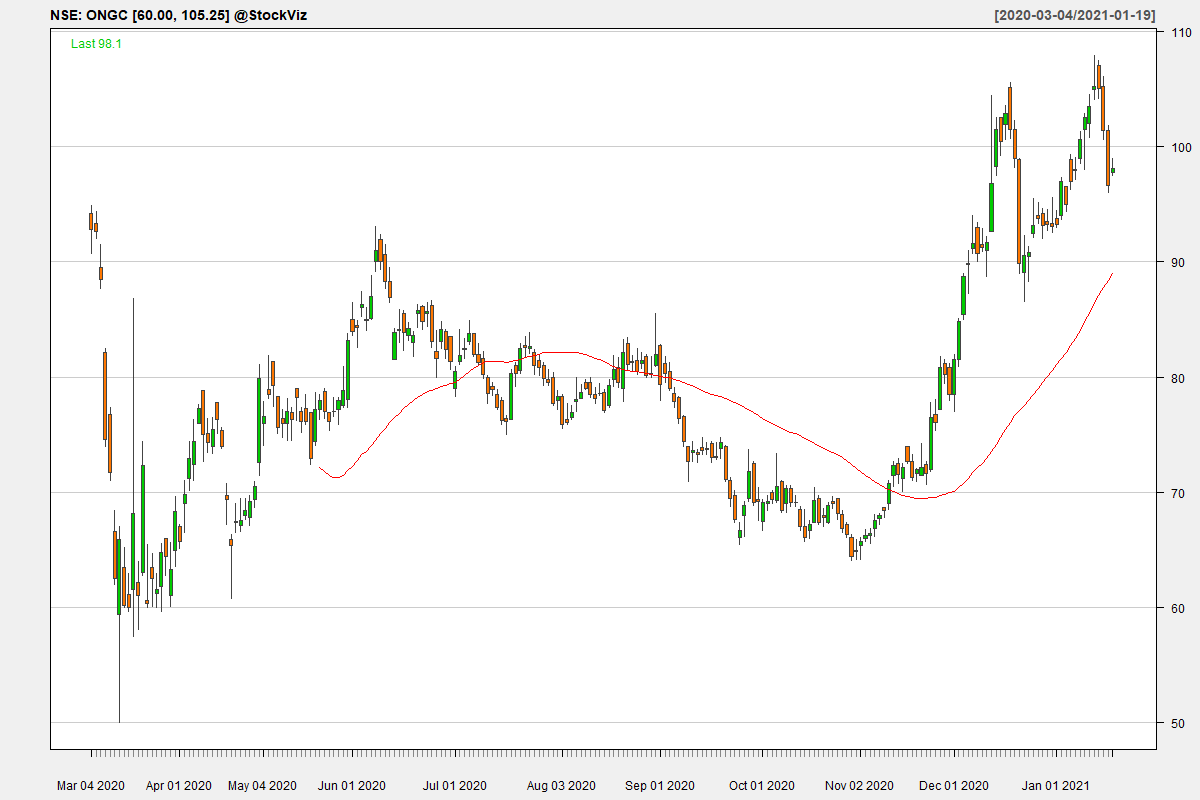 NSE: ONGC [60.00, 105.25] @StockViz [2020-03-04/2021-01-19]
Last 98.1
110
100
90
80
70
60
50
Mar 04 2020 Apr 01 2020 May 04 2020 Jun 01 2020 Jul 01 2020 Aug 03 2020 Sep 01 2020 Oct 01 2020 Nov 02 2020 Dec 01 2020 Jan 01 2021